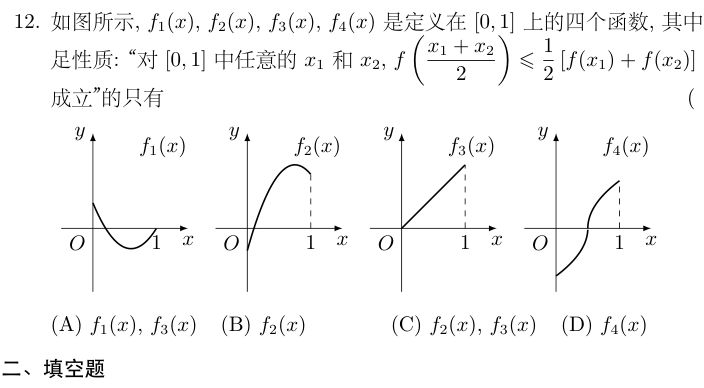 12. 如图所示, f₁(x), f₂(x), f₃(x), f₄(x) 是定义在 [0,1] 上的四个函数, 其中
足性质: “对 [0,1] 中任意的 x₁ 和 x₂, f((x₁+x₂)/2) ⩽ 1/2 [f(x₁)+f(x₂)]
成立”的只有 (
y f₁(x) y f₂(x) y f₃(x) y f₄(x)
O 1 x O 1 x O 1 x O 1 x
(A) f₁(x), f₃(x) (B) f₂(x) (C) f₂(x), f₃(x) (D) f₄(x)
二、填空题